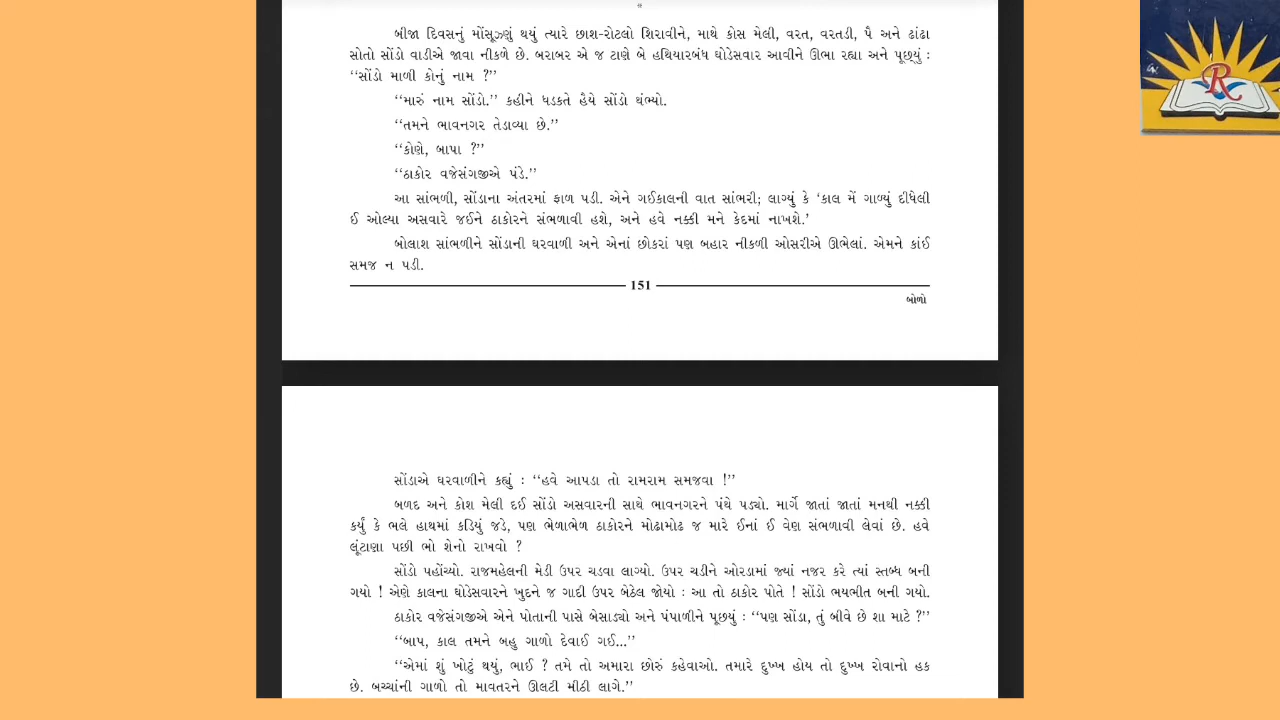 બીજા દિવસનું મોંસૂઝણું થયું ત્યારે છાશ-રોટલો શિરાવીને, માથે કોસ મેલી, વરત, વરતડી, પૈ અને ઢાંઢા
સોતો સોંડો વાડીએ જાવા નીકળે છે. બરાબર એ જ ટાણે બે હથિયારબંધ ઘોડેસવાર આવીને ઊભા રહ્યા અને પૂછ્યું :
‘‘સોંડો માળી કોનું નામ ?’’
‘‘મારું નામ સોંડો.’’ કહીને ધડકતે હૈયે સોંડો થંભ્યો.
‘‘તમને ભાવનગર તેડાવ્યા છે.’’
‘‘કોણે, બાપા ?’’
‘‘ઠાકોર વજેસંગજીએ પંડે.’’
આ સાંભળી, સોંડાના અંતરમાં ફાળ પડી. એને ગઈકાલની વાત સાંભરી; લાગ્યું કે ‘કાલ મેં ગાળ્યું દીધેલી
ઈ ઓલ્યા અસવારે જઈને ઠાકોરને સંભળાવી હશે, અને હવે નક્કી મને કેદમાં નાખશે.’
બોલાશ સાંભળીને સોંડાની ઘરવાળી અને એનાં છોકરાં પણ બહાર નીકળી ઓસરીએ ઊભેલાં. એમને કાંઈ
સમજ ન પડી.
151
બોળો
સોંડાએ ઘરવાળીને કહ્યું : ‘‘હવે આપડા તો રામરામ સમજવા !’’
બળદ અને કોશ મેલી દઈ સોંડો અસવારની સાથે ભાવનગરને પંથે પડ્યો. માર્ગે જાતાં જાતાં મનથી નક્કી
કર્યું કે ભલે હાથમાં કડિયું જડે, પણ ભેળાભેળ ઠાકોરને મોઢામોઢ જ મારે ઈનાં ઈ વેણ સંભળાવી લેવાં છે. હવે
લૂંટાણા પછી ભો શેનો રાખવો ?
સોંડો પહોંચ્યો. રાજમહેલની મેડી ઉપર ચડવા લાગ્યો. ઉપર ચડીને ઓરડામાં જ્યાં નજર કરે ત્યાં સ્તબ્ધ બની
ગયો ! એણે કાલના ઘોડેસવારને ખુદને જ ગાદી ઉપર બેઠેલ જોયો : આ તો ઠાકોર પોતે ! સોંડો ભયભીત બની ગયો.
ઠાકોર વજેસંગજીએ એને પોતાની પાસે બેસાડ્યો અને પંપાળીને પૂછયું : ‘‘પણ સોંડા, તું બીવે છે શા માટે ?’’
‘‘બાપ, કાલ તમને બહુ ગાળો દેવાઈ ગઈ...’’
‘‘એમાં શું ખોટું થયું, ભાઈ ? તમે તો અમારા છોરું કહેવાઓ. તમારે દુખ્ખ હોય તો દુખ્ખ રોવાનો હક
છે. બચ્ચાંની ગાળો તો માવતરને ઊલટી મીઠી લાગે.’’
R